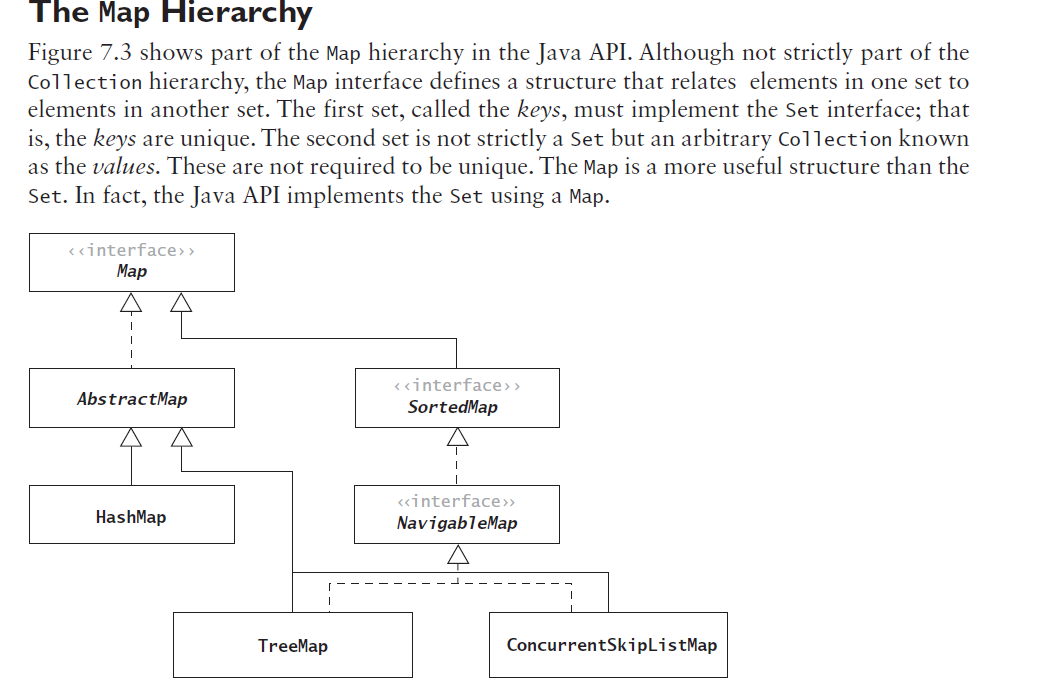 The Map Hierarchy
Figure 7.3 shows part of the Map hierarchy in the Java API. Although not strictly part of the
Collection hierarchy, the Map interface defines a structure that relates elements in one set to
elements in another set. The first set, called the keys, must implement the Set interface; that
is, the keys are unique. The second set is not strictly a Set but an arbitrary Collection known
as the values. These are not required to be unique. The Map is a more useful structure than the
Set. In fact, the Java API implements the Set using a Map.
‹‹interface››
Map
AbstractMap
‹‹interface››
SortedMap
HashMap
‹‹interface››
NavigableMap
TreeMap
ConcurrentSkipListMap